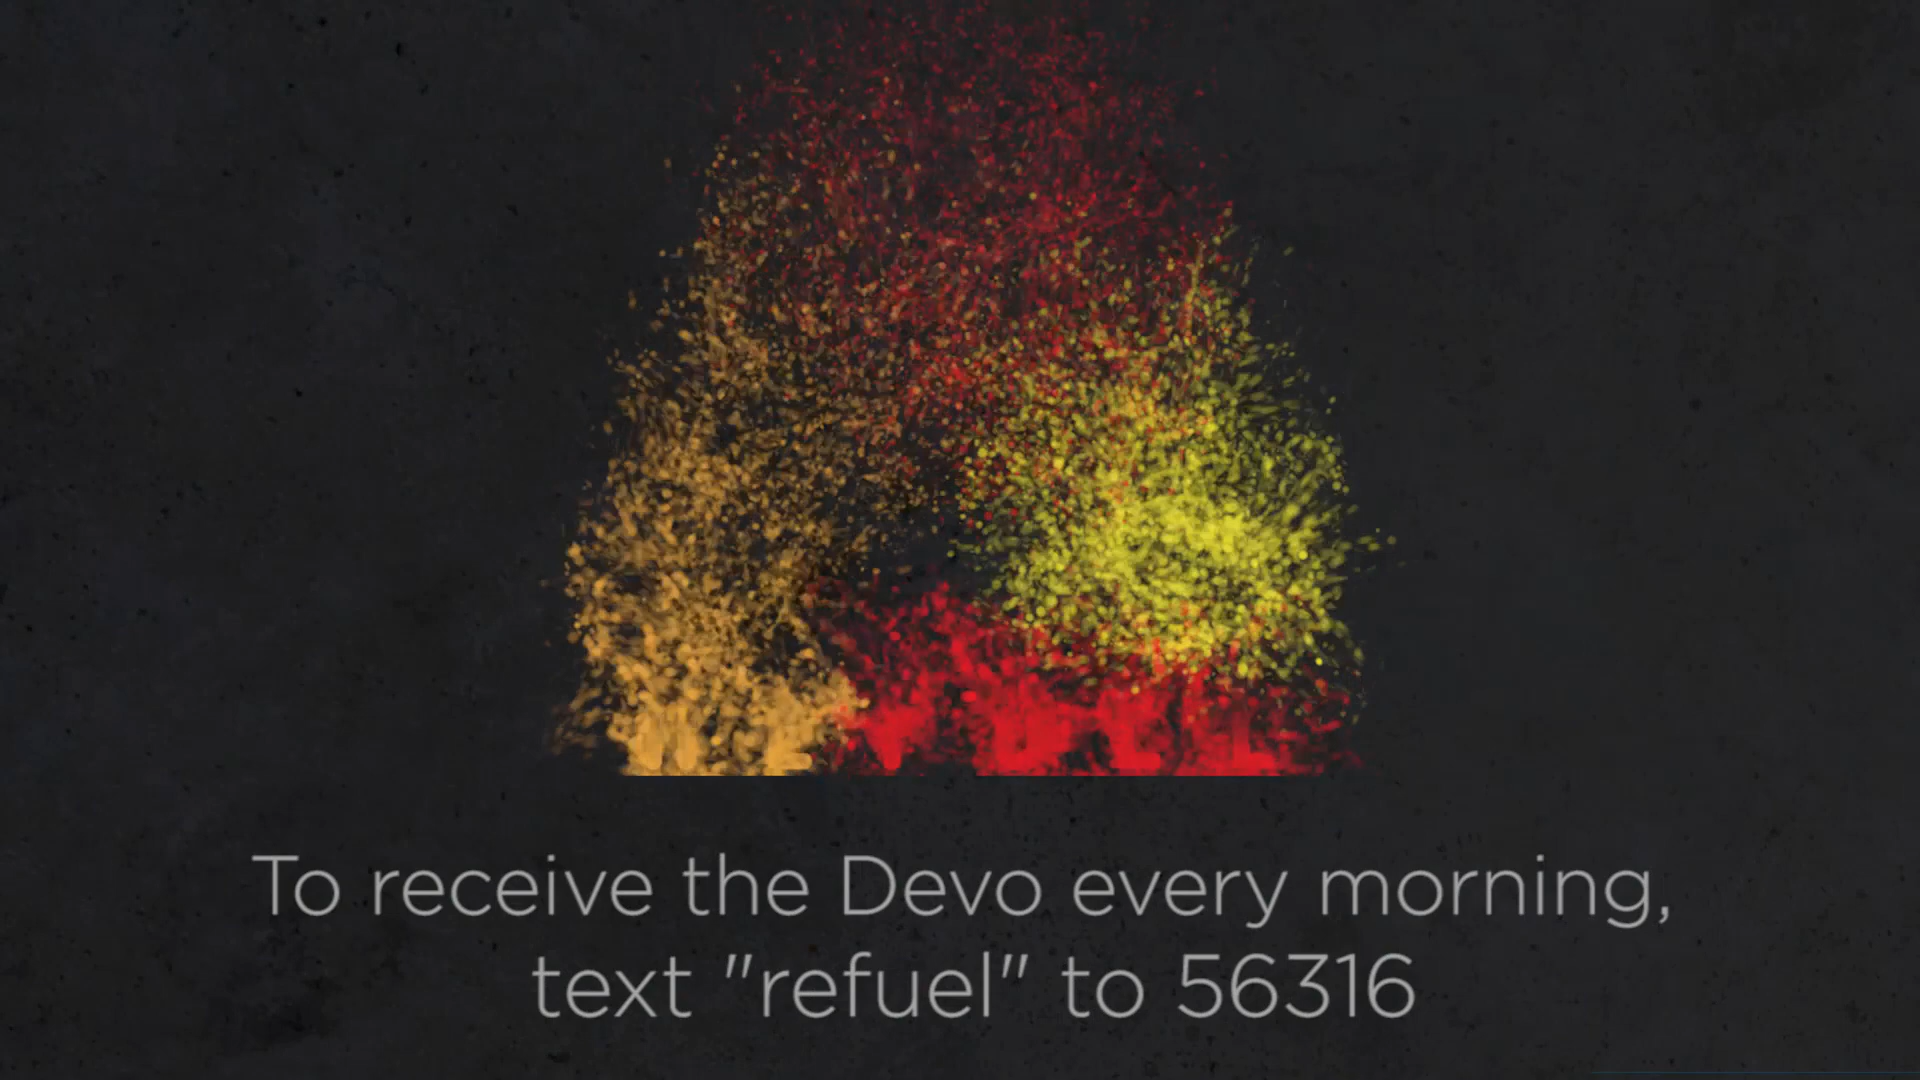 To receive the Devo every morning,
text "refuel" to 56316